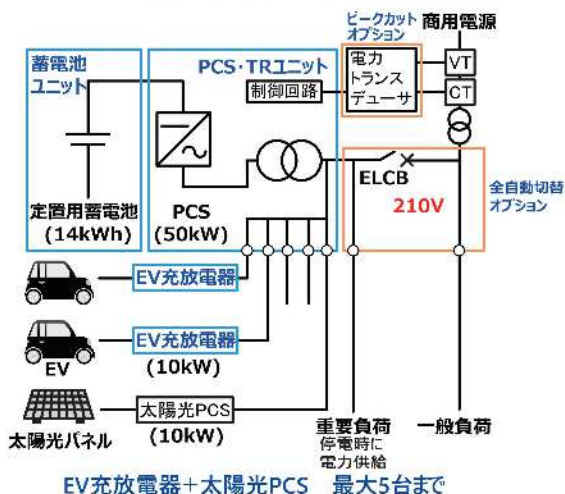 ピークカット
オプション
商用電源
蓄電池
ユニット
PCS・TRユニット
制御回路
電力
トランス
デューサ
VT
CT
ELCB
210V
全自動切替
オプション
定置用蓄電池
(14kWh)
PCS
(50kW)
EV充放電器
EV充放電器
EV
(10kW)
太陽光PCS
太陽光パネル
(10kW)
重要負荷
停電時に
電力供給
一般負荷
EV充放電器+太陽光PCS 最大5台まで